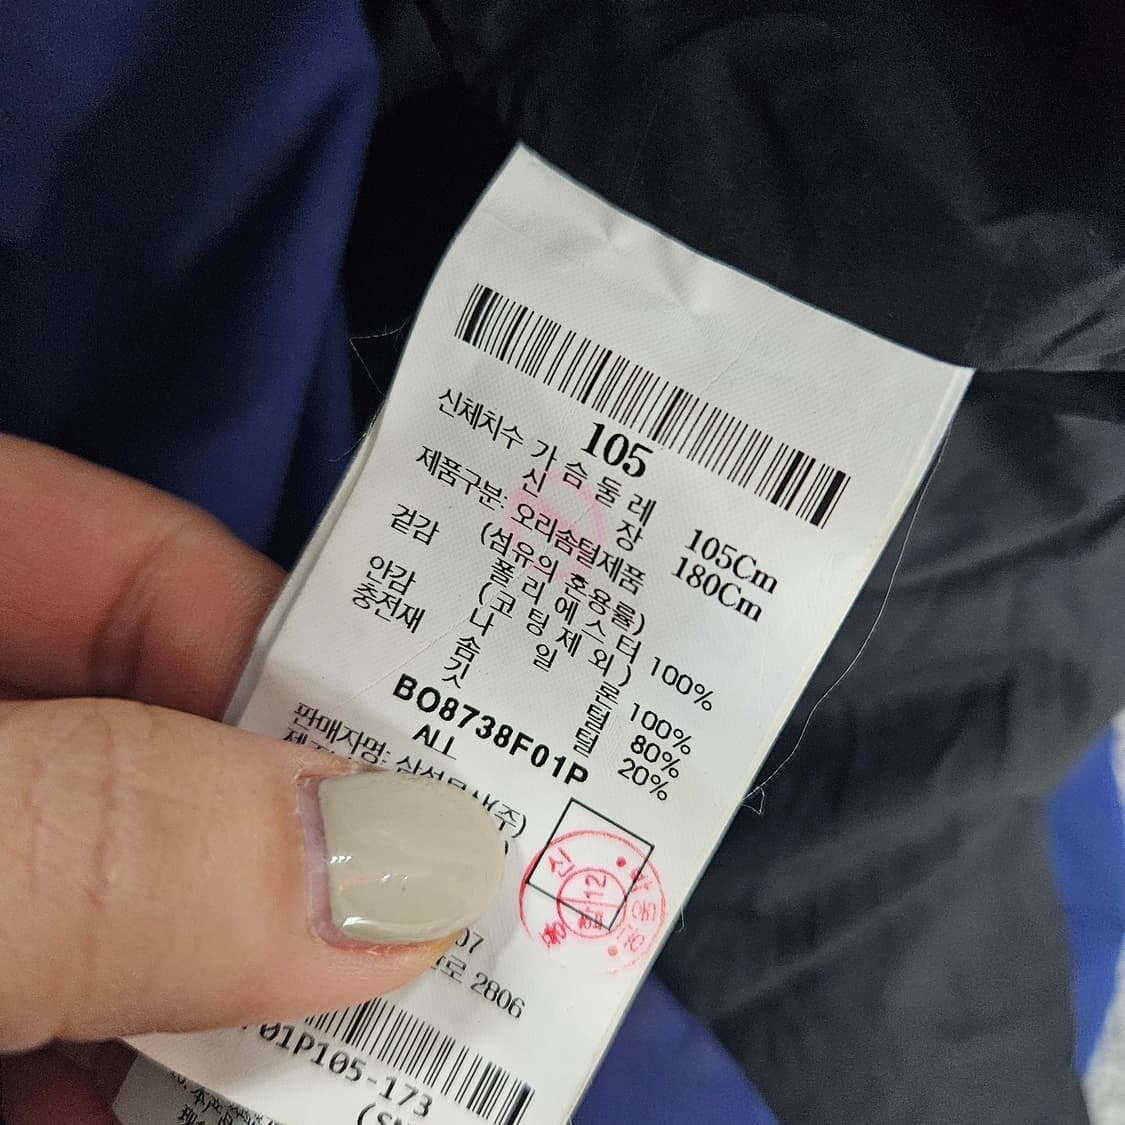 105
신체치수 가슴둘레 105Cm
신장 180Cm
제품구분: 오리솜털제품
(섬유의 혼용률)
겉감 폴리에스터 100%
(코팅제 외)
안감 나일론 100%
충전재 솜털 80%
깃털 20%
BO8738F01P
ALL
판매자명: 삼성물산(주)
07
로 2806
01P105-173